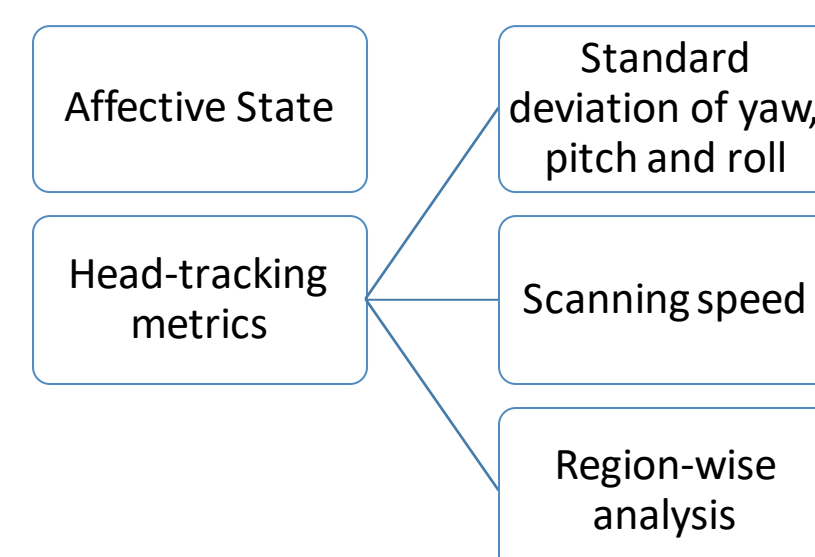 Affective State
Head-tracking
metrics
Standard
deviation of yaw,
pitch and roll
Scanning speed
Region-wise
analysis